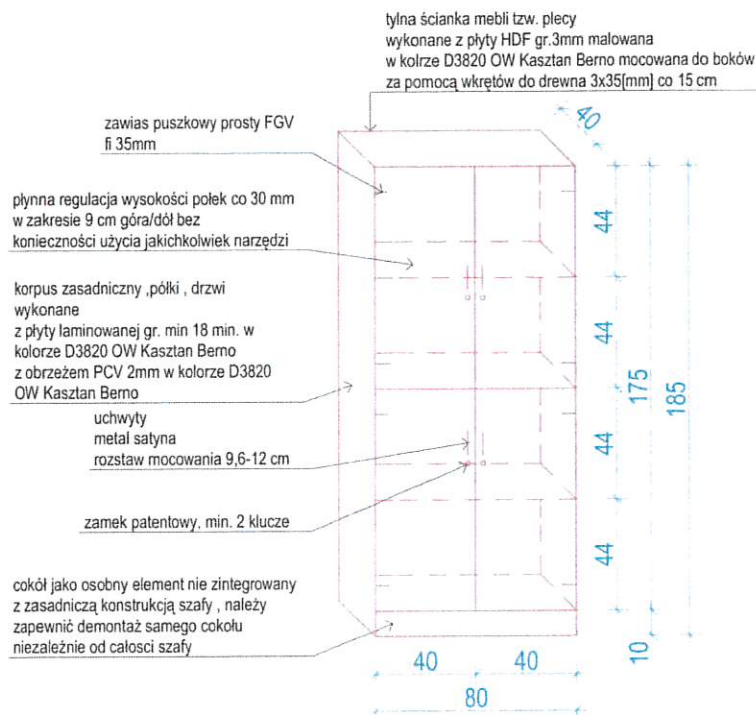 tylna ścianka mebli tzw. plecy
wykonane z płyty HDF gr.3mm malowana
w kolrze D3820 OW Kasztan Berno mocowana do boków
za pomocą wkrętów do drewna 3x35[mm] co 15 cm
zawias puszkowy prosty FGV
fi 35mm
płynna regulacja wysokości połek co 30 mm
w zakresie 9 cm góra/dół bez
konieczności użycia jakichkolwiek narzędzi
korpus zasadniczny ,pólki , drzwi
wykonane
z płyty laminowanej gr. min 18 min. w
kolorze D3820 OW Kasztan Berno
z obrzeżem PCV 2mm w kolorze D3820
OW Kasztan Berno
uchwyty
metal satyna
rozstaw mocowania 9,6-12 cm
zamek patentowy, min. 2 klucze
cokół jako osobny element nie zintegrowany
z zasadniczą konstrukcją szafy , należy
zapewnić demontaż samego cokołu
niezależnie od całosci szafy
40
44
44
44
44
175
185
10
40
40
80